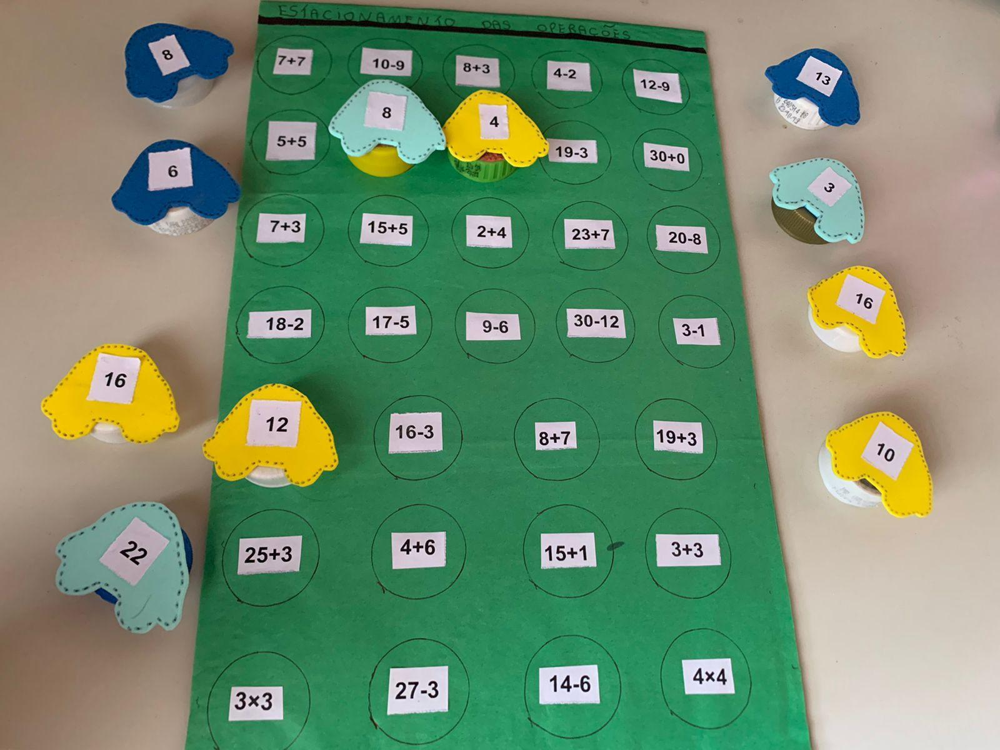 ESTACIONAMENTO DAS OPERACÕES
7+7 10-9 8+3 4-2 12-9
8
13
5+5 8 4 19-3 30+0
6
3
7+3 15+5 2+4 23+7 20-8
16
18-2 17-5 9-6 30-12 3-1
16
12 16-3 8+7 19+3
10
22
25+3 4+6 15+1 3+3
3×3 27-3 14-6 4×4